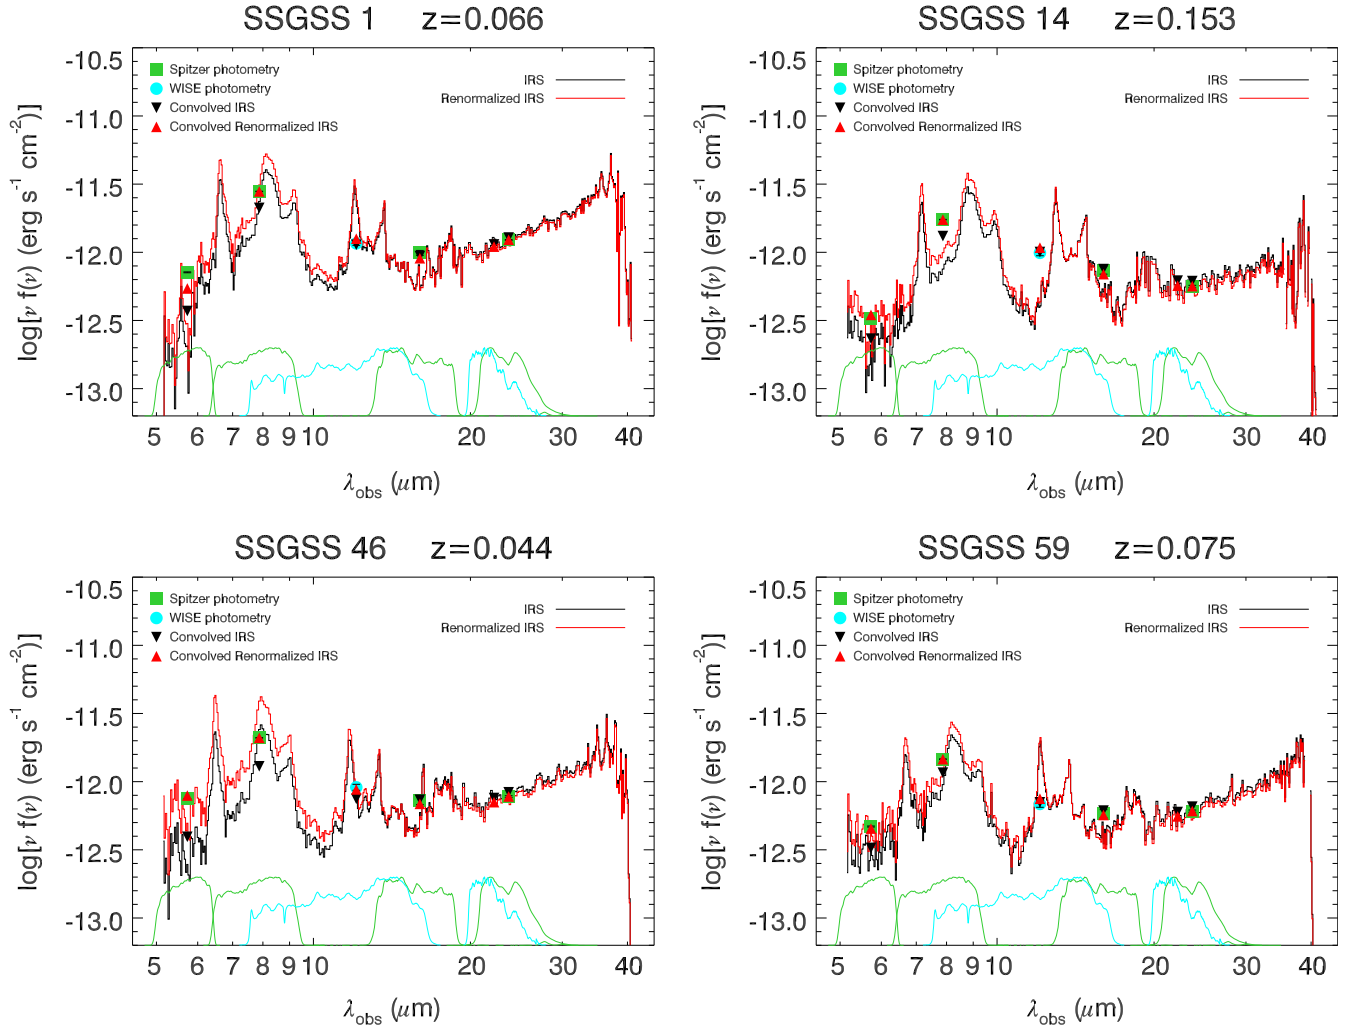 SSGSS 1 z=0.066
log[ν f(ν) (erg s⁻¹ cm⁻²)]
-10.5
-11.0
-11.5
-12.0
-12.5
-13.0
Spitzer photometry
WISE photometry
Convolved IRS
Convolved Renormalized IRS
IRS
Renormalized IRS
5 6 7 8 9 10 20 30 40
λobs (μm)
SSGSS 14 z=0.153
log[ν f(ν) (erg s⁻¹ cm⁻²)]
-10.5
-11.0
-11.5
-12.0
-12.5
-13.0
Spitzer photometry
WISE photometry
Convolved IRS
Convolved Renormalized IRS
IRS
Renormalized IRS
5 6 7 8 9 10 20 30 40
λobs (μm)
SSGSS 46 z=0.044
log[ν f(ν) (erg s⁻¹ cm⁻²)]
-10.5
-11.0
-11.5
-12.0
-12.5
-13.0
Spitzer photometry
WISE photometry
Convolved IRS
Convolved Renormalized IRS
IRS
Renormalized IRS
5 6 7 8 9 10 20 30 40
λobs (μm)
SSGSS 59 z=0.075
log[ν f(ν) (erg s⁻¹ cm⁻²)]
-10.5
-11.0
-11.5
-12.0
-12.5
-13.0
Spitzer photometry
WISE photometry
Convolved IRS
Convolved Renormalized IRS
IRS
Renormalized IRS
5 6 7 8 9 10 20 30 40
λobs (μm)